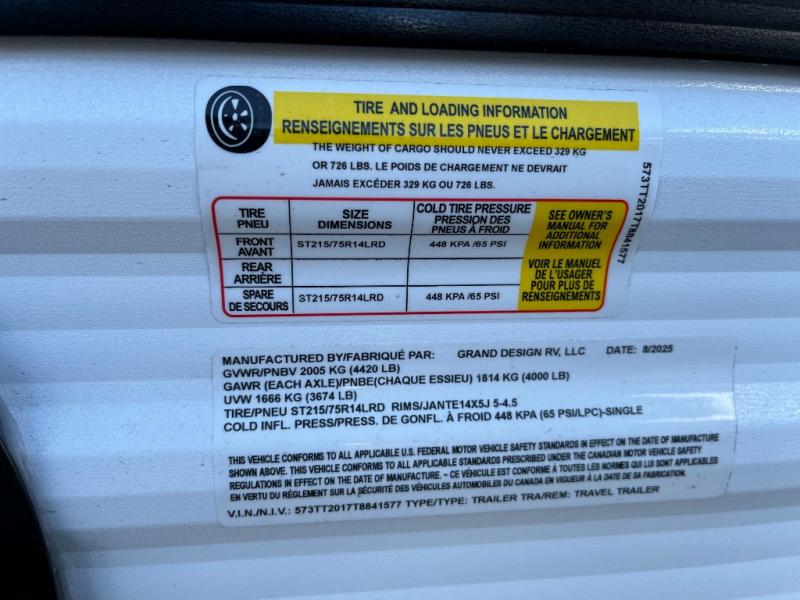 TIRE AND LOADING INFORMATION
RENSEIGNEMENTS SUR LES PNEUS ET LE CHARGEMENT
THE WEIGHT OF CARGO SHOULD NEVER EXCEED 329 KG
OR 726 LBS. LE POIDS DE CHARGEMENT NE DEVRAIT
JAMAIS EXCÉDER 329 KG OU 726 LBS.
573TT2017T8841577
TIRE
PNEU
SIZE
DIMENSIONS
COLD TIRE PRESSURE
PRESSION DES
PNEUS À FROID
FRONT
AVANT
ST215/75R14LRD
448 KPA /65 PSI
REAR
ARRIÈRE
SPARE
DE SECOURS
ST215/75R14LRD
448 KPA /65 PSI
SEE OWNER'S
MANUAL FOR
ADDITIONAL
INFORMATION
VOIR LE MANUEL
DE L'USAGER
POUR PLUS DE
RENSEIGNEMENTS
MANUFACTURED BY/FABRIQUÉ PAR: GRAND DESIGN RV, LLC DATE: 8/2025
GVWR/PNBV 2005 KG (4420 LB)
GAWR (EACH AXLE)/PNBE(CHAQUE ESSIEU) 1814 KG (4000 LB)
UVW 1666 KG (3674 LB)
TIRE/PNEU ST215/75R14LRD RIMS/JANTE14X5J 5-4.5
COLD INFL. PRESS/PRESS. DE GONFL. À FROID 448 KPA (65 PSI/LPC)-SINGLE
THIS VEHICLE CONFORMS TO ALL APPLICABLE U.S. FEDERAL MOTOR VEHICLE SAFETY STANDARDS IN EFFECT ON THE DATE OF MANUFACTURE
SHOWN ABOVE. THIS VEHICLE CONFORMS TO ALL APPLICABLE STANDARDS PRESCRIBED UNDER THE CANADIAN MOTOR VEHICLE SAFETY
REGULATIONS IN EFFECT ON THE DATE OF MANUFACTURE. - CE VÉHICULE EST CONFORME À TOUTES LES NORMES QUI LUI SONT APPLICABLES
EN VERTU DU RÈGLEMENT SUR LA SÉCURITÉ DES VÉHICULES AUTOMOBILES DU CANADA EN VIGUEUR À LA DATE DE SA FABRICATION.
V.I.N./N.I.V.: 573TT2017T8841577 TYPE/TYPE: TRAILER TRA/REM: TRAVEL TRAILER